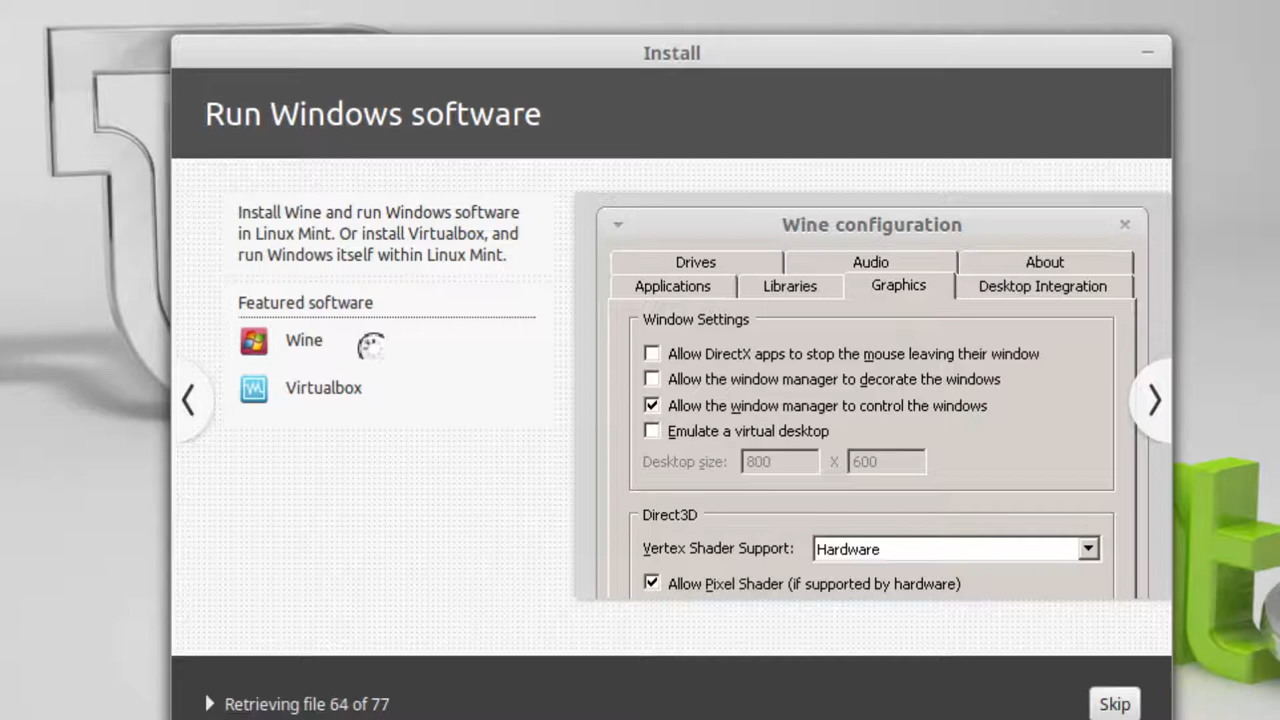 Install
Run Windows software
Install Wine and run Windows software
in Linux Mint. Or install Virtualbox, and
run Windows itself within Linux Mint.
Featured software
Wine
Virtualbox
Wine configuration
Drives Audio About
Applications Libraries Graphics Desktop Integration
Window Settings
Allow DirectX apps to stop the mouse leaving their window
Allow the window manager to decorate the windows
Allow the window manager to control the windows
Emulate a virtual desktop
Desktop size: 800 X 600
Direct3D
Vertex Shader Support: Hardware
Allow Pixel Shader (if supported by hardware)
Retrieving file 64 of 77
Skip